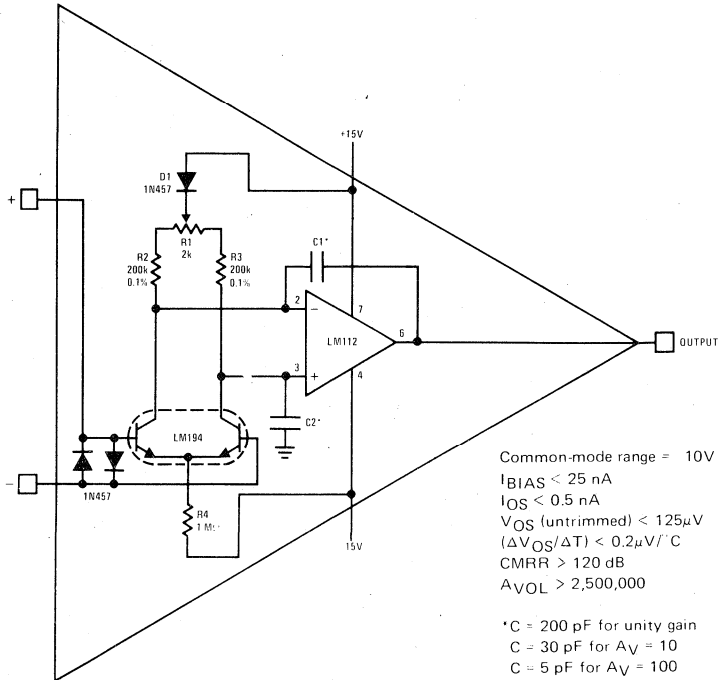 +15V
D1
1N457
+
R1
2k
C1*
R2
200k
0.1%
R3
200k
0.1%
2
−
7
LM112
6
OUTPUT
3
+
4
LM194
C2*
−
1N457
R4
1 M
15V
Common-mode range = 10V
IBIAS < 25 nA
IOS < 0.5 nA
VOS (untrimmed) < 125μV
(ΔVOS/ΔT) < 0.2μV/°C
CMRR > 120 dB
AVOL > 2,500,000
*C = 200 pF for unity gain
C = 30 pF for AV = 10
C = 5 pF for AV = 100